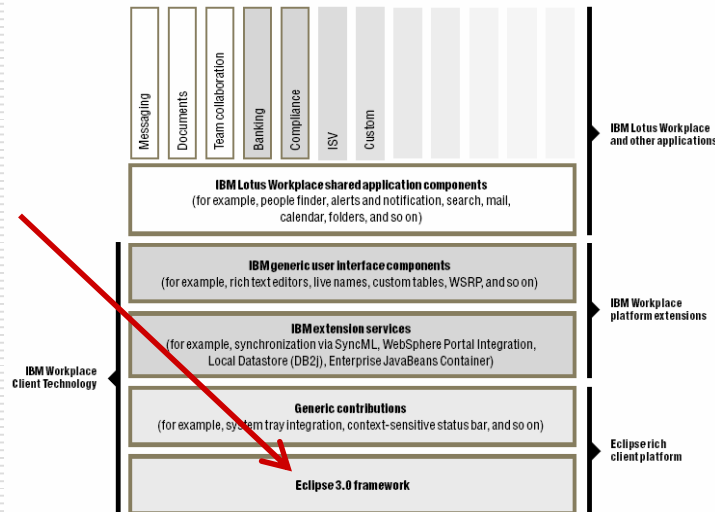 Messaging
Documents
Team collaboration
Banking
Compliance
ISV
Custom
IBM Lotus Workplace
and other applications
IBM Lotus Workplace shared application components
(for example, people finder, alerts and notification, search, mail,
calendar, folders, and so on)
IBM generic user interface components
(for example, rich text editors, live names, custom tables, WSRP, and so on)
IBM Workplace
platform extensions
IBM extension services
(for example, synchronization via SyncML, WebSphere Portal Integration,
Local Datastore (DB2j), Enterprise JavaBeans Container)
IBM Workplace
Client Technology
Generic contributions
(for example, system tray integration, context-sensitive status bar, and so on)
Eclipse rich
client platform
Eclipse 3.0 framework